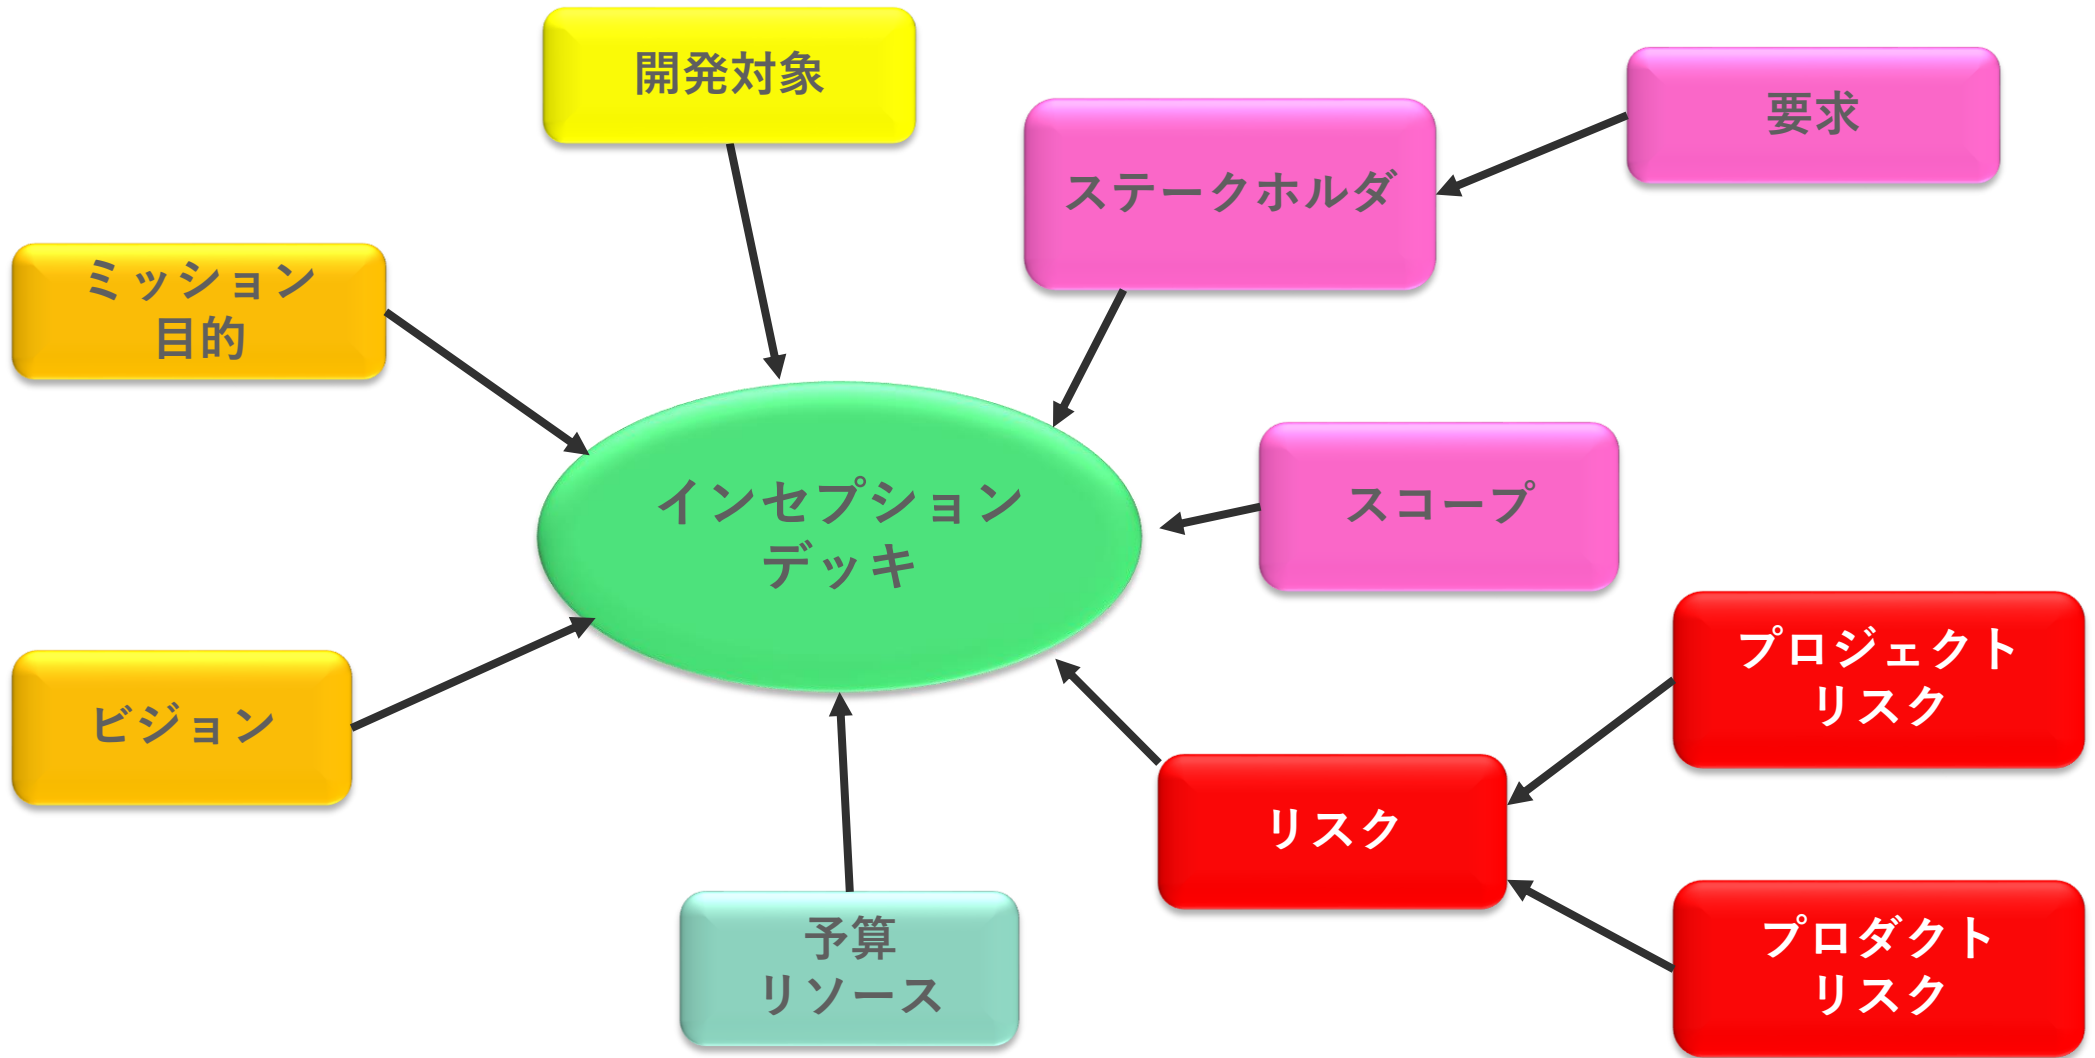 開発対象
要求
ステークホルダ
ミッション
目的
インセプション
デッキ
スコープ
プロジェクト
リスク
ビジョン
リスク
予算
リソース
プロダクト
リスク